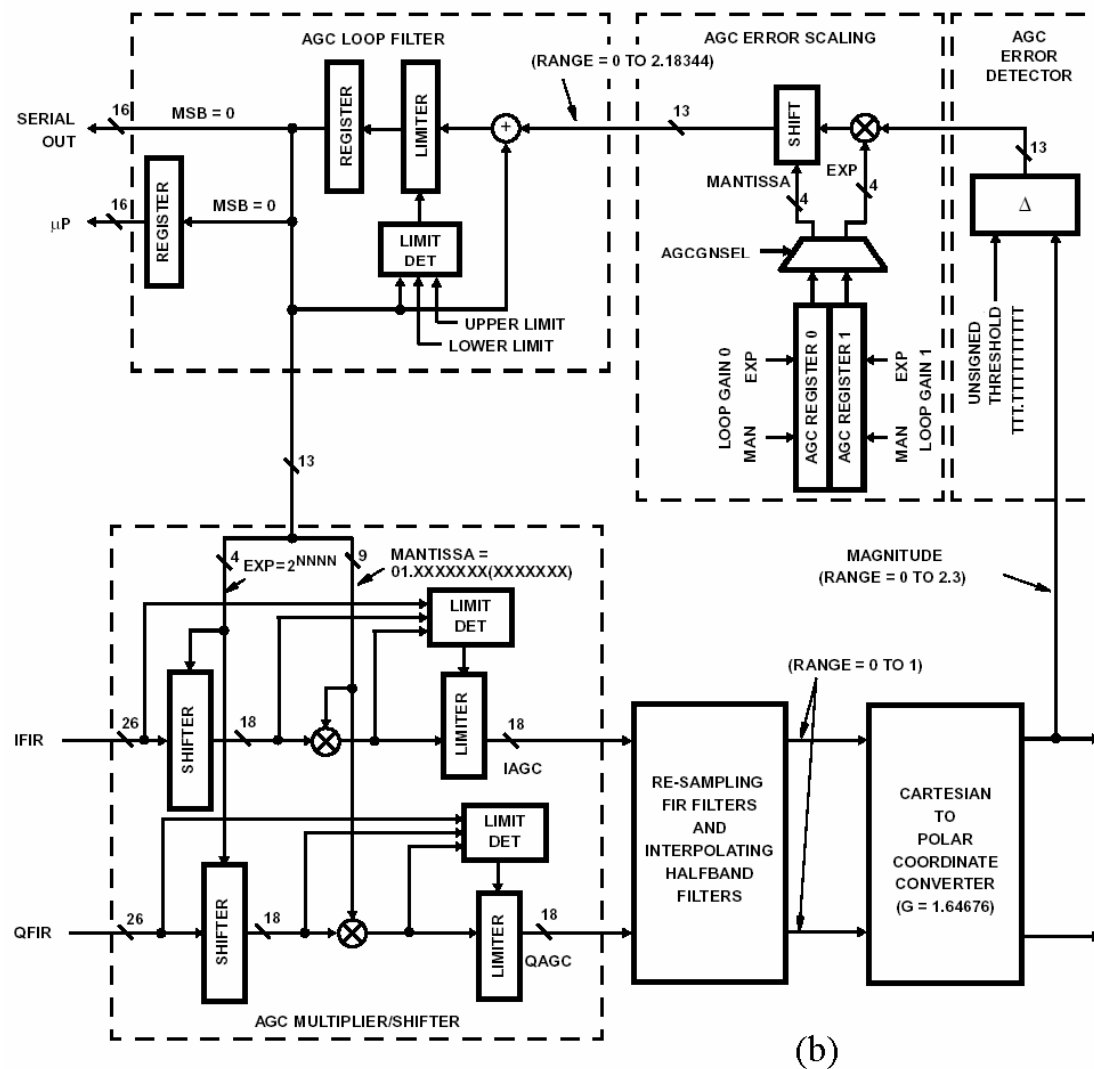 AGC LOOP FILTER
AGC ERROR SCALING
AGC
ERROR
DETECTOR
(RANGE = 0 TO 2.18344)
SERIAL
OUT
16
MSB = 0
REGISTER
LIMITER
+
13
SHIFT
EXP
MANTISSA
4
4
13
Δ
μP
16
REGISTER
MSB = 0
LIMIT
DET
AGCGNSEL
UPPER LIMIT
LOWER LIMIT
LOOP GAIN 0
MAN
EXP
AGC REGISTER 0
AGC REGISTER 1
MAN
EXP
LOOP GAIN 1
UNSIGNED
THRESHOLD
TTT.TTTTTTTTTT
13
4
EXP=2NNNN
9
MANTISSA =
01.XXXXXXX(XXXXXXX)
MAGNITUDE
(RANGE = 0 TO 2.3)
LIMIT
DET
(RANGE = 0 TO 1)
IFIR
26
SHIFTER
18
LIMITER
18
IAGC
LIMIT
DET
QFIR
26
SHIFTER
18
LIMITER
18
QAGC
AGC MULTIPLIER/SHIFTER
RE-SAMPLING
FIR FILTERS
AND
INTERPOLATING
HALFBAND
FILTERS
CARTESIAN
TO
POLAR
COORDINATE
CONVERTER
(G = 1.64676)
(b)